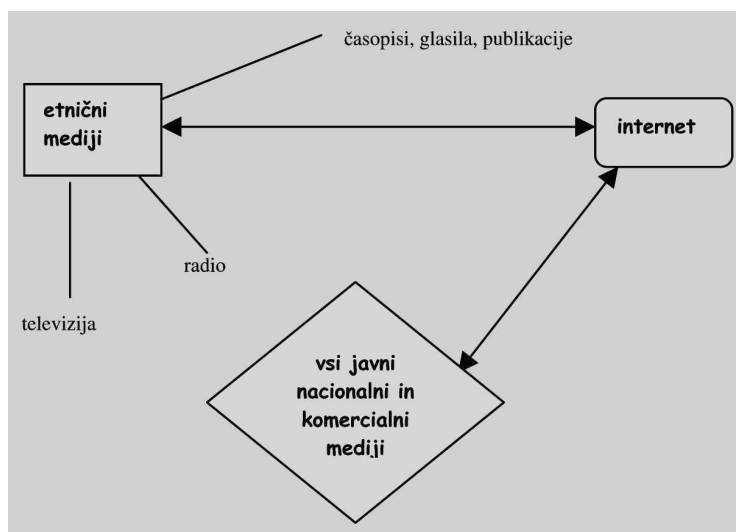 časopisi, glasila, publikacije
etnični
mediji
internet
radio
televizija
vsi javni
nacionalni in
komercialni
mediji